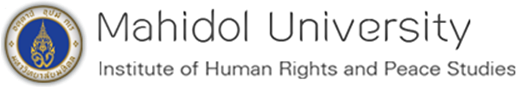 Mahidol University
Institute of Human Rights and Peace Studies